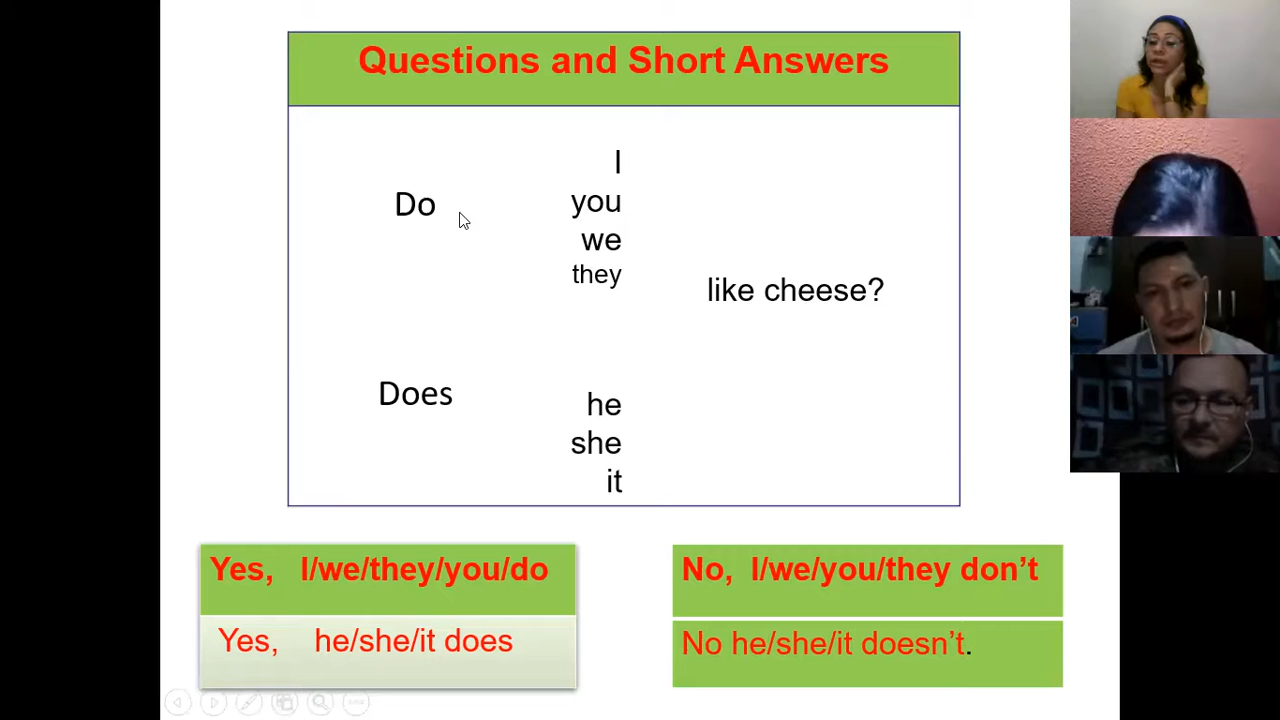 Questions and Short Answers
I
Do
you
we
they
like cheese?
Does
he
she
it
Yes, I/we/they/you/do
No, I/we/you/they don't
Yes, he/she/it does
No he/she/it doesn't.